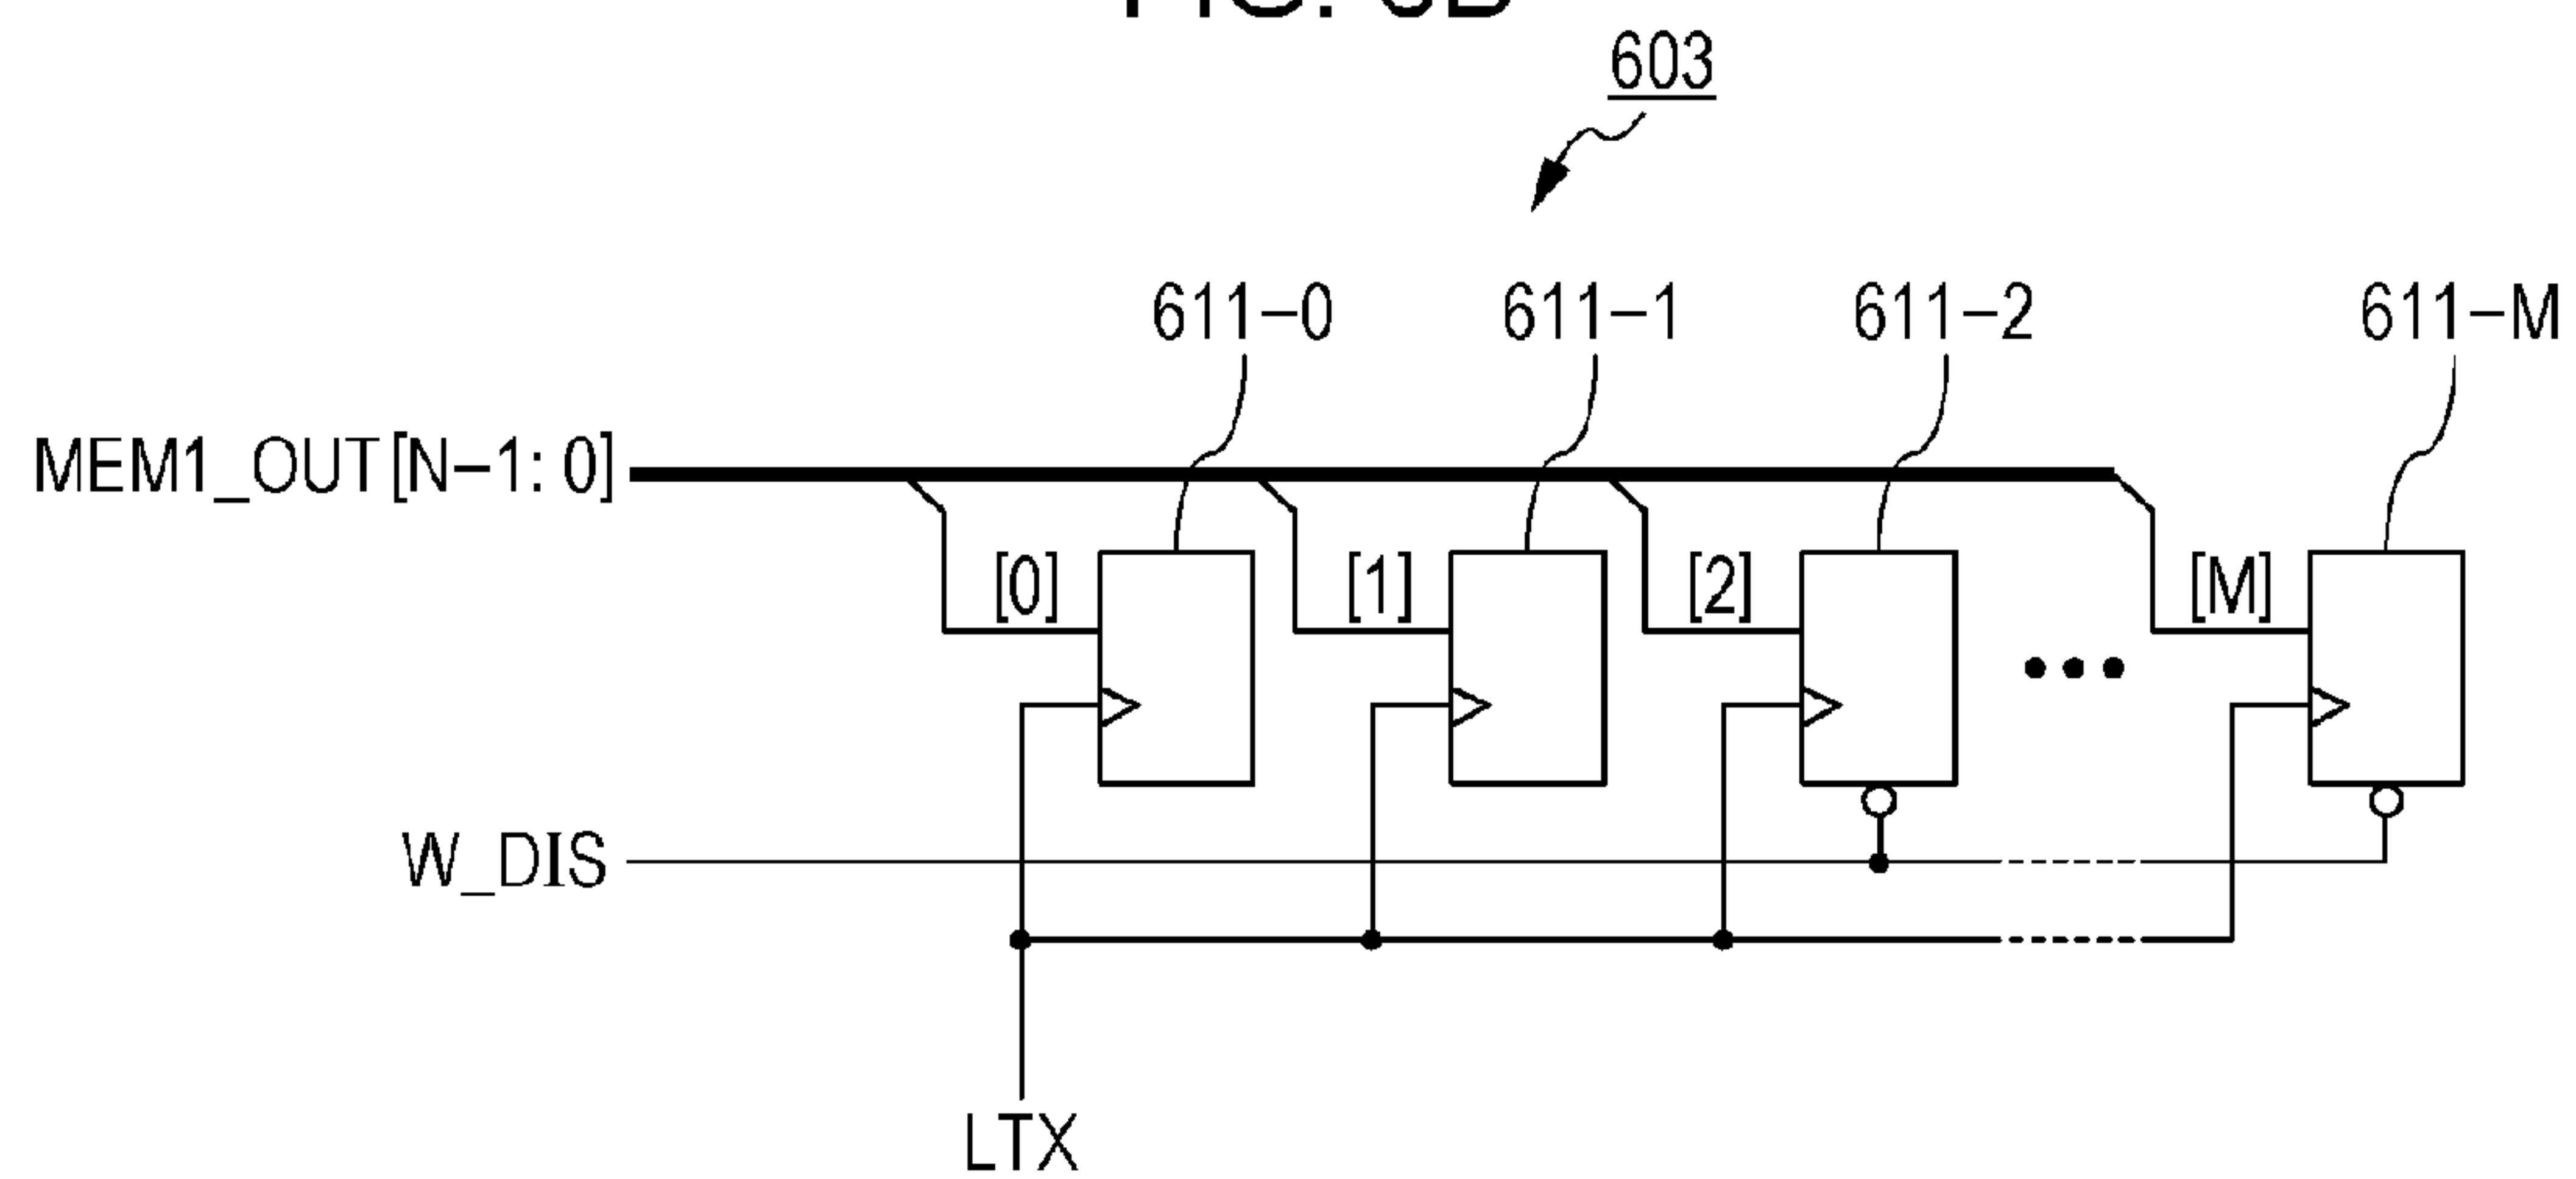 603
611–0 611–1 611–2 611–M
MEM1_OUT[N–1: 0]
[0] [1] [2] [M]
W_DIS
LTX